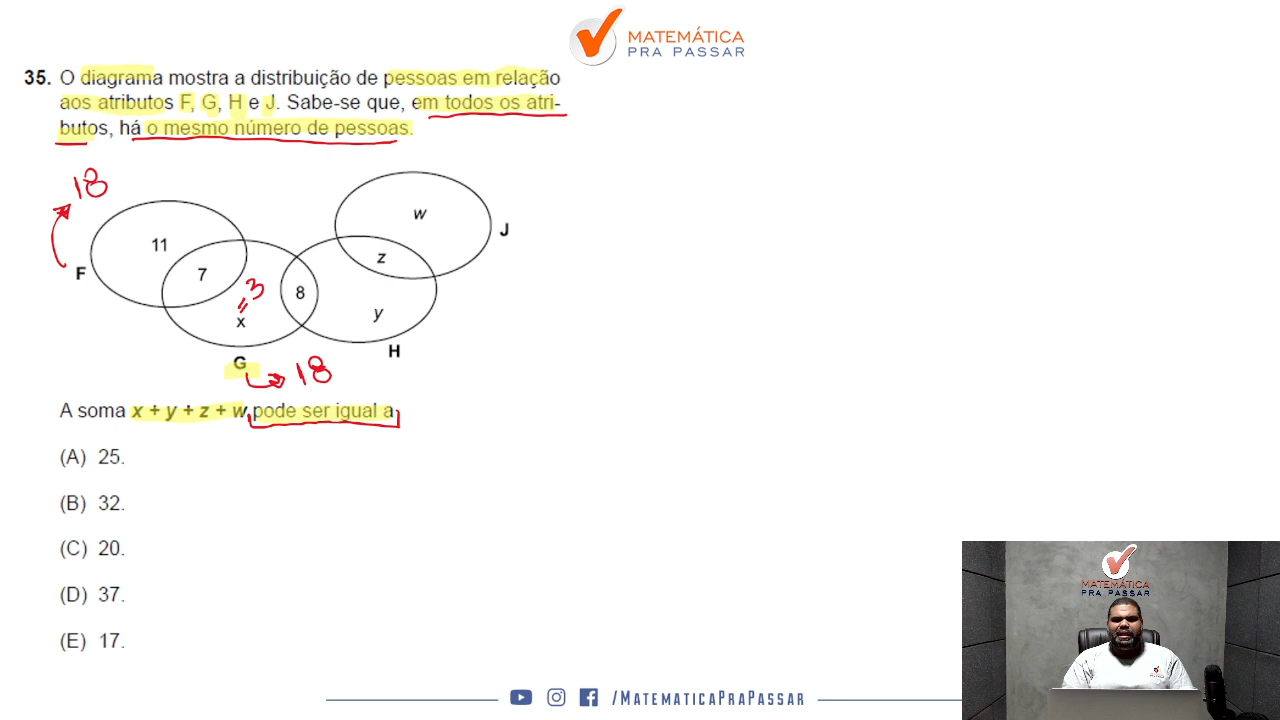 MATEMÁTICA
PRA PASSAR
35. O diagrama mostra a distribuição de pessoas em relação
aos atributos F, G, H e J. Sabe-se que, em todos os atri-
butos, há o mesmo número de pessoas.
18
w
J
11
z
F
7
3
8
=
x
y
H
G
18
A soma x + y + z + w, pode ser igual a
(A) 25.
(B) 32.
(C) 20.
(D) 37.
(E) 17.
MATEMÁTICA
PRA PASSAR
/MATEMATICAPRAPASSAR